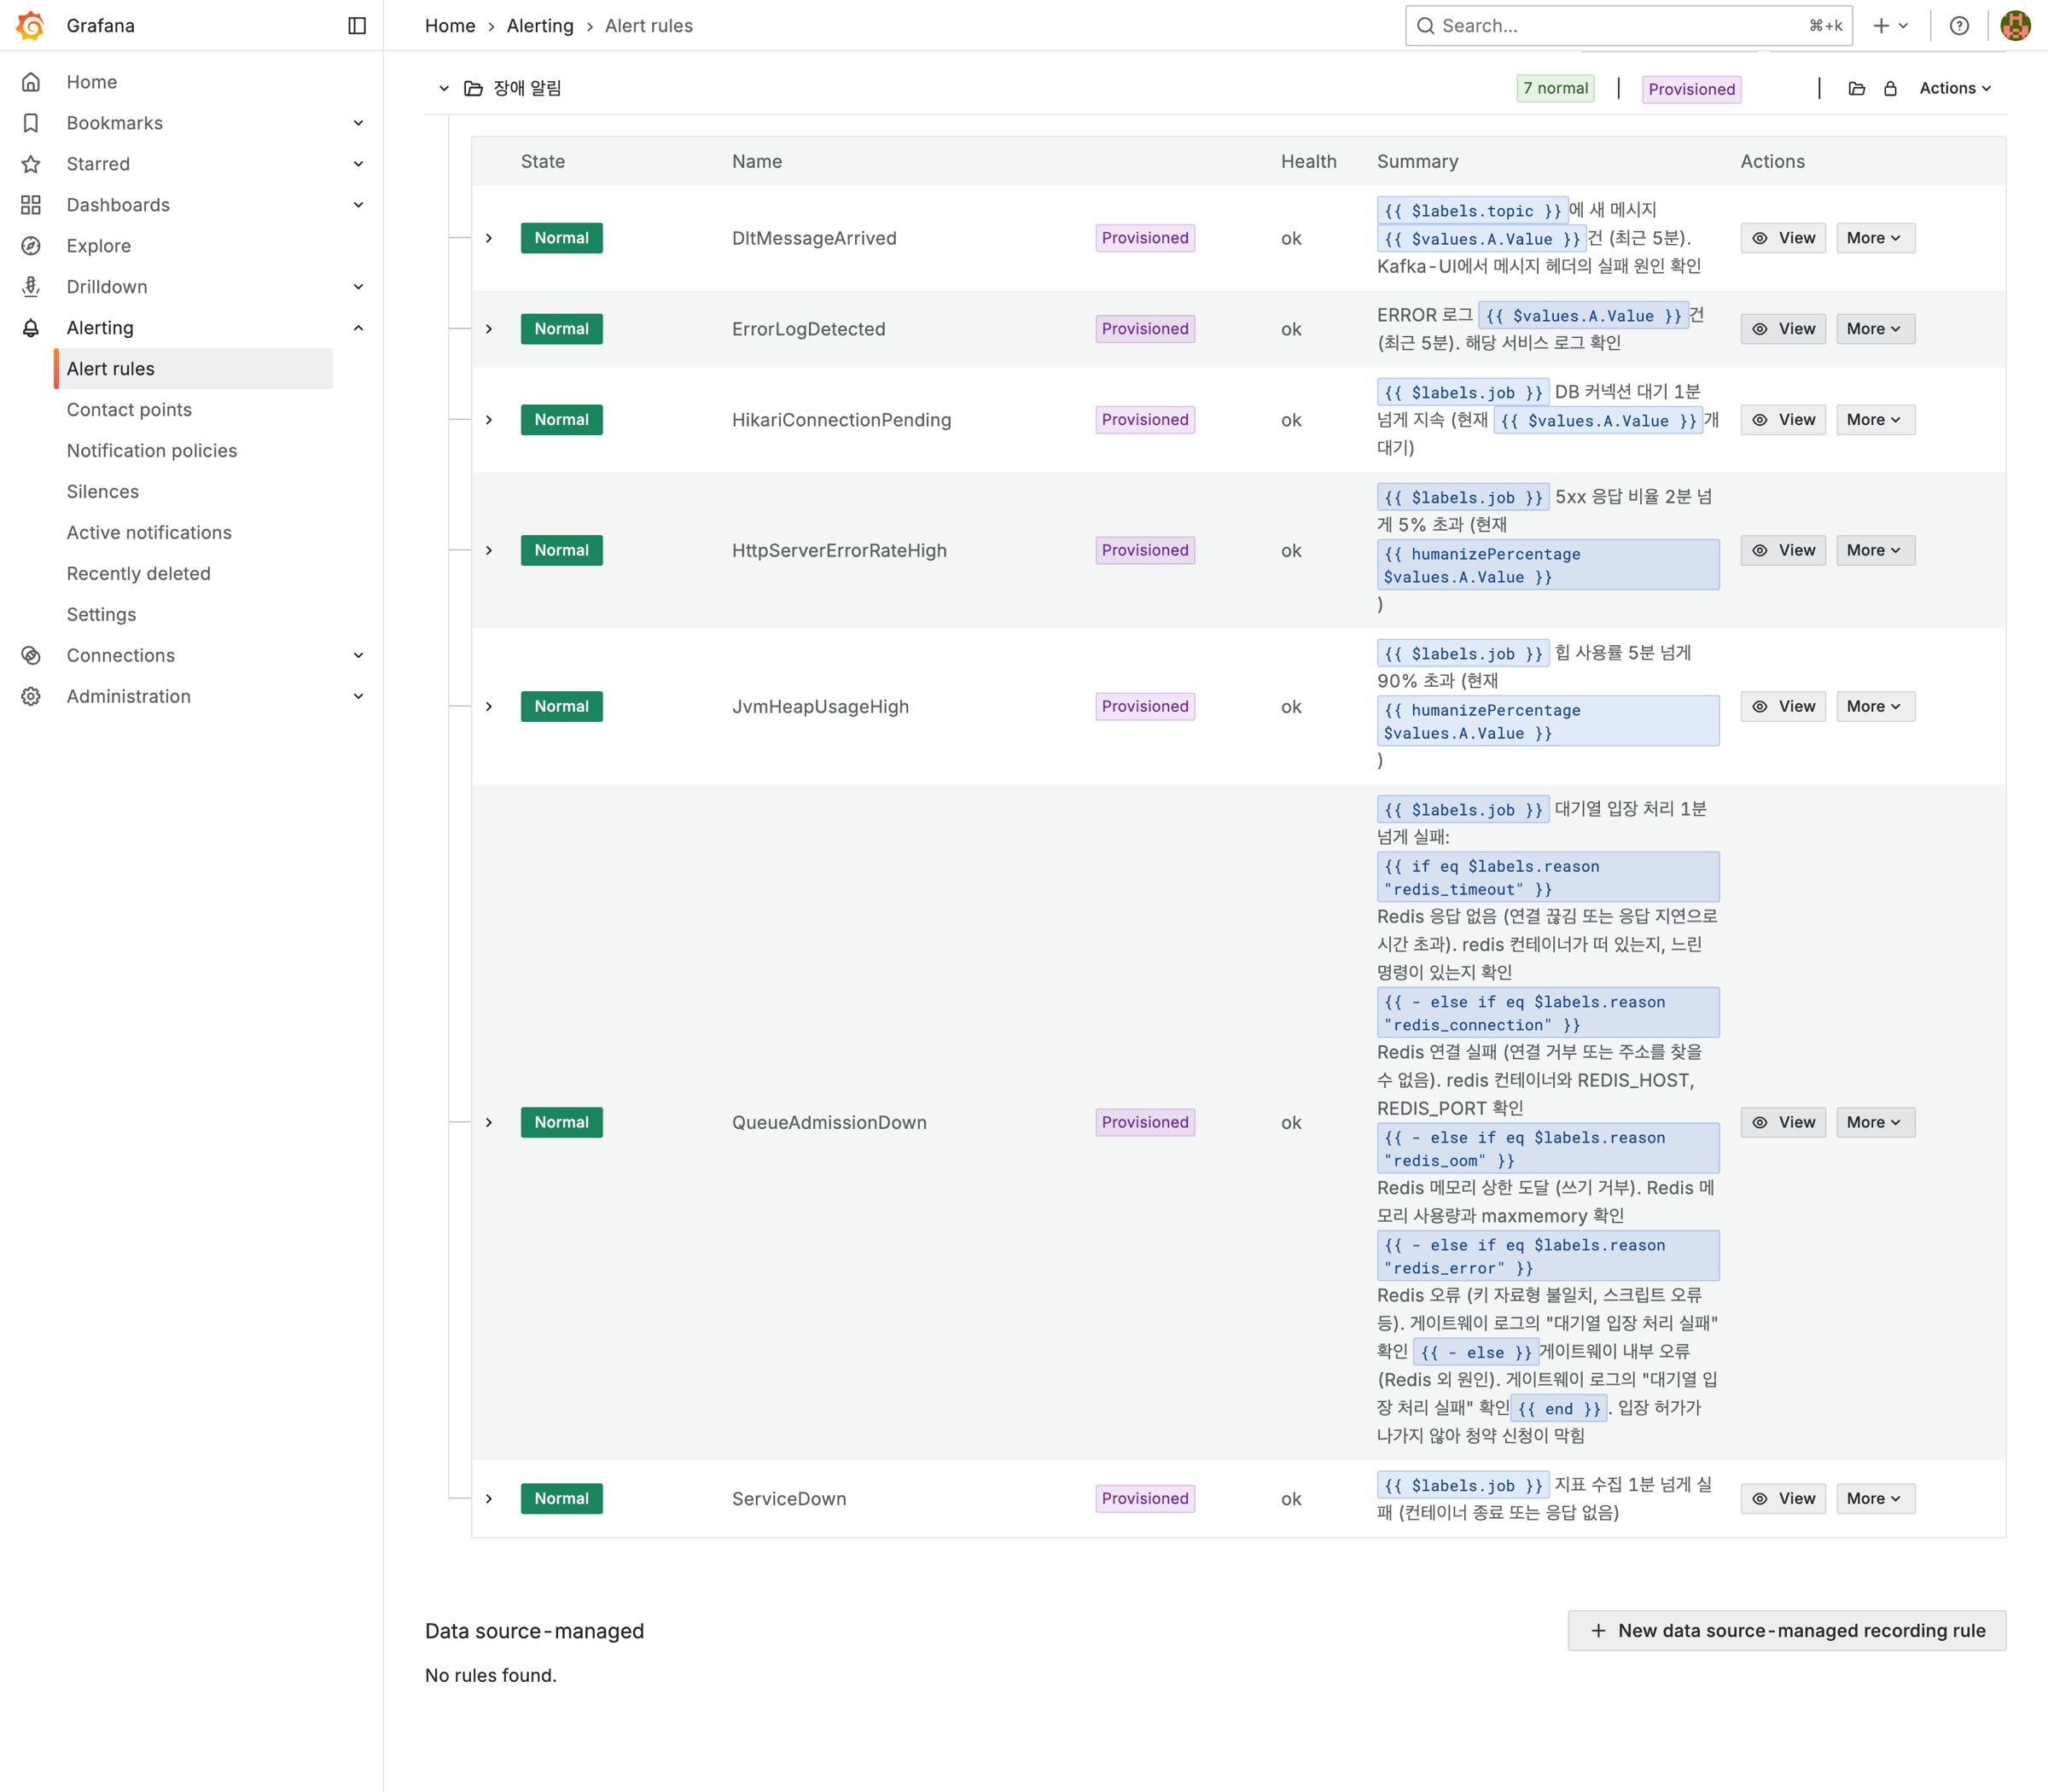 Grafana
Home › Alerting › Alert rules
Search...
⌘+k
Home
Bookmarks
Starred
Dashboards
Explore
Drilldown
Alerting
Alert rules
Contact points
Notification policies
Silences
Active notifications
Recently deleted
Settings
Connections
Administration
장애 알림
7 normal
Provisioned
Actions
State Name Health Summary Actions
Normal DltMessageArrived Provisioned ok
{{ $labels.topic }}에 새 메시지
{{ $values.A.Value }}건 (최근 5분).
Kafka-UI에서 메시지 헤더의 실패 원인 확인
View More
Normal ErrorLogDetected Provisioned ok
ERROR 로그 {{ $values.A.Value }}건
(최근 5분). 해당 서비스 로그 확인
View More
Normal HikariConnectionPending Provisioned ok
{{ $labels.job }} DB 커넥션 대기 1분
넘게 지속 (현재 {{ $values.A.Value }}개
대기)
View More
Normal HttpServerErrorRateHigh Provisioned ok
{{ $labels.job }} 5xx 응답 비율 2분 넘
게 5% 초과 (현재
{{ humanizePercentage
$values.A.Value }}
)
View More
Normal JvmHeapUsageHigh Provisioned ok
{{ $labels.job }} 힙 사용률 5분 넘게
90% 초과 (현재
{{ humanizePercentage
$values.A.Value }}
)
View More
Normal QueueAdmissionDown Provisioned ok
{{ $labels.job }} 대기열 입장 처리 1분
넘게 실패:
{{ if eq $labels.reason
"redis_timeout" }}
Redis 응답 없음 (연결 끊김 또는 응답 지연으로
시간 초과). redis 컨테이너가 떠 있는지, 느린
명령이 있는지 확인
{{ - else if eq $labels.reason
"redis_connection" }}
Redis 연결 실패 (연결 거부 또는 주소를 찾을
수 없음). redis 컨테이너와 REDIS_HOST,
REDIS_PORT 확인
{{ - else if eq $labels.reason
"redis_oom" }}
Redis 메모리 상한 도달 (쓰기 거부). Redis 메
모리 사용량과 maxmemory 확인
{{ - else if eq $labels.reason
"redis_error" }}
Redis 오류 (키 자료형 불일치, 스크립트 오류
등). 게이트웨이 로그의 "대기열 입장 처리 실패"
확인 {{ - else }}게이트웨이 내부 오류
(Redis 외 원인). 게이트웨이 로그의 "대기열 입
장 처리 실패" 확인{{ end }}. 입장 허가가
나가지 않아 청약 신청이 막힘
View More
Normal ServiceDown Provisioned ok
{{ $labels.job }} 지표 수집 1분 넘게 실
패 (컨테이너 종료 또는 응답 없음)
View More
Data source-managed
+ New data source-managed recording rule
No rules found.